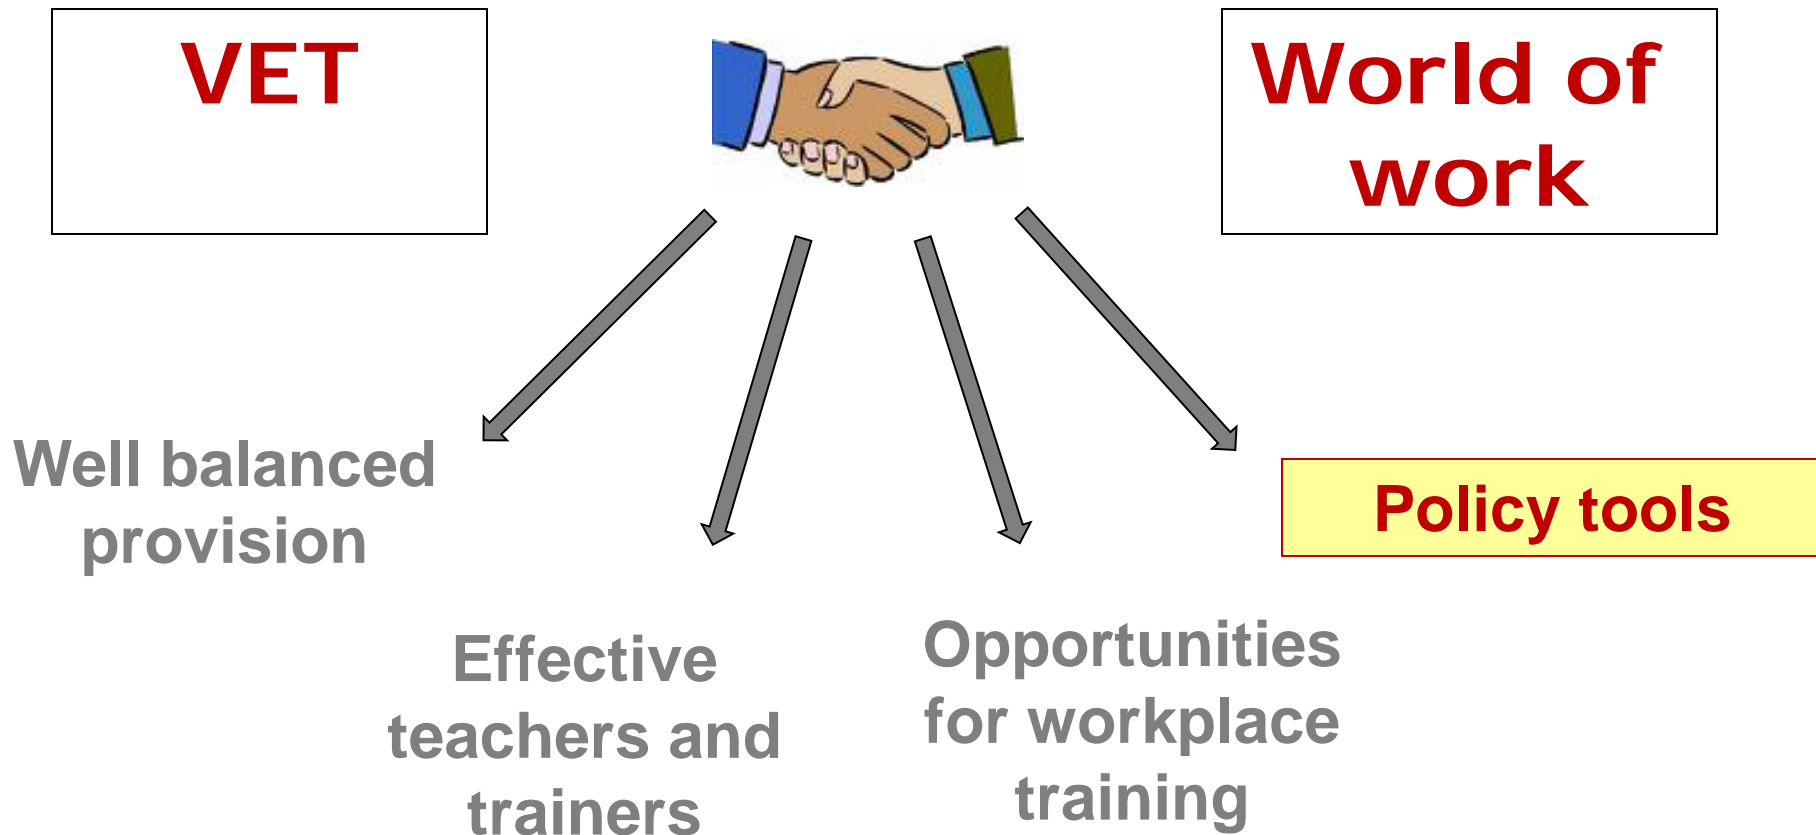 VET
World of
work
Well balanced
provision
Policy tools
Effective
teachers and
trainers
Opportunities
for workplace
training